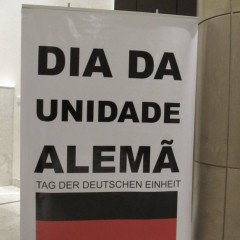 DIA DA
UNIDADE
ALEMÃ
TAG DER DEUTSCHEN EINHEIT